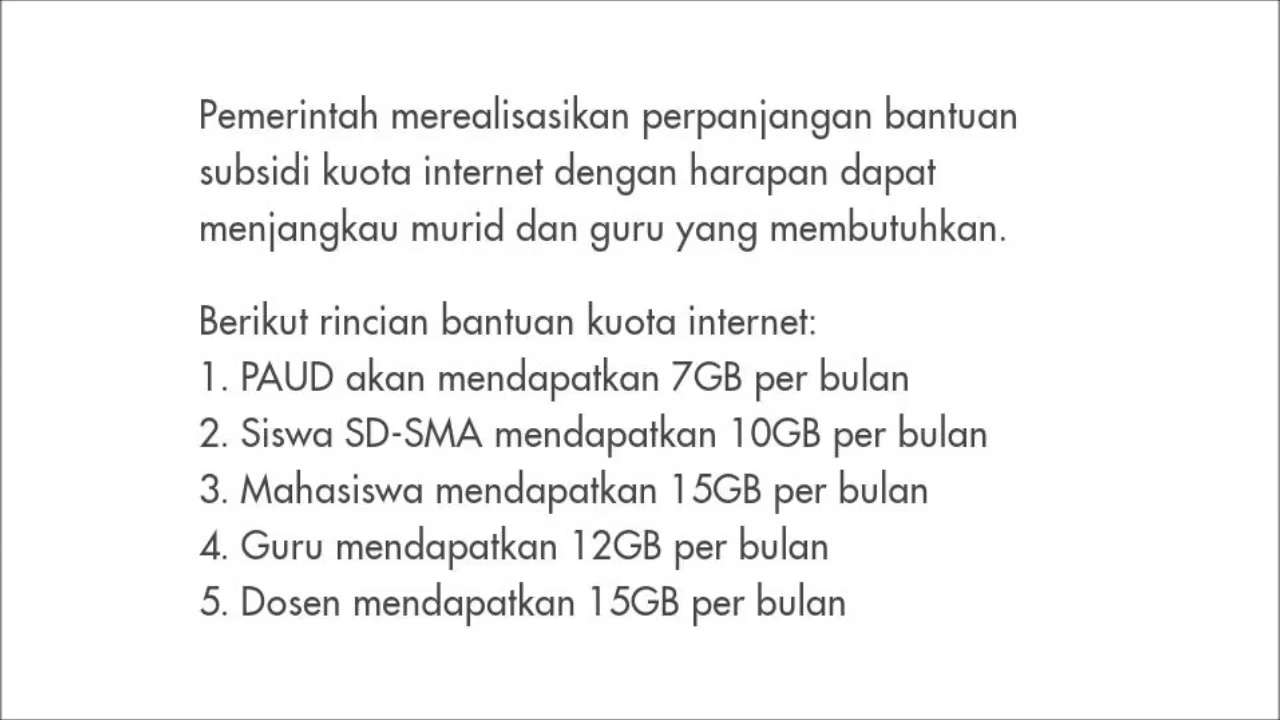 Pemerintah merealisasikan perpanjangan bantuan
subsidi kuota internet dengan harapan dapat
menjangkau murid dan guru yang membutuhkan.
Berikut rincian bantuan kuota internet:
1. PAUD akan mendapatkan 7GB per bulan
2. Siswa SD-SMA mendapatkan 10GB per bulan
3. Mahasiswa mendapatkan 15GB per bulan
4. Guru mendapatkan 12GB per bulan
5. Dosen mendapatkan 15GB per bulan